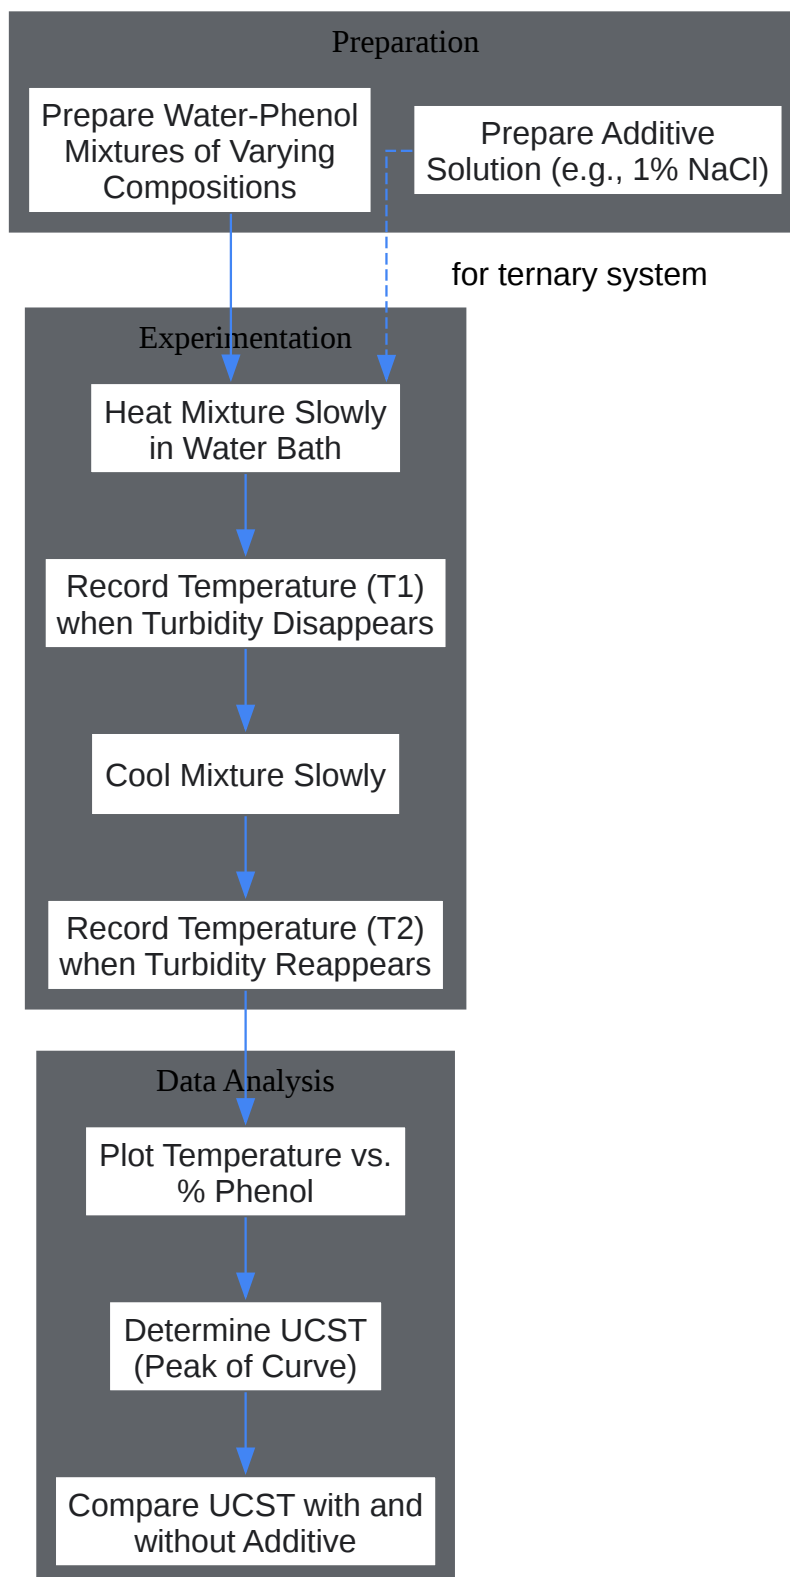 Preparation
Prepare Water-Phenol
Mixtures of Varying
Compositions
Prepare Additive
Solution (e.g., 1% NaCl)
for ternary system
Experimentation
Heat Mixture Slowly
in Water Bath
Record Temperature (T1)
when Turbidity Disappears
Cool Mixture Slowly
Record Temperature (T2)
when Turbidity Reappears
Data Analysis
Plot Temperature vs.
% Phenol
Determine UCST
(Peak of Curve)
Compare UCST with and
without Additive